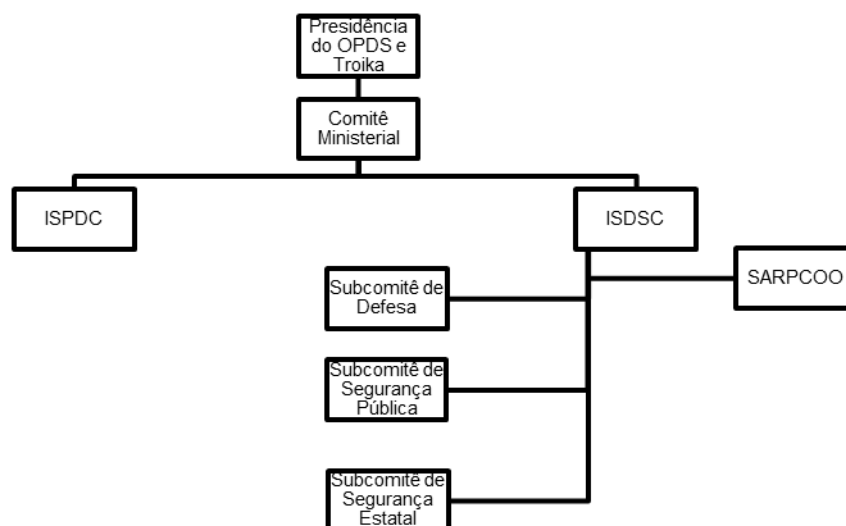 Presidência
do OPDS e
Troika
Comitê
Ministerial
ISPDC
ISDSC
SARPCOO
Subcomitê de
Defesa
Subcomitê de
Segurança
Pública
Subcomitê de
Segurança
Estatal